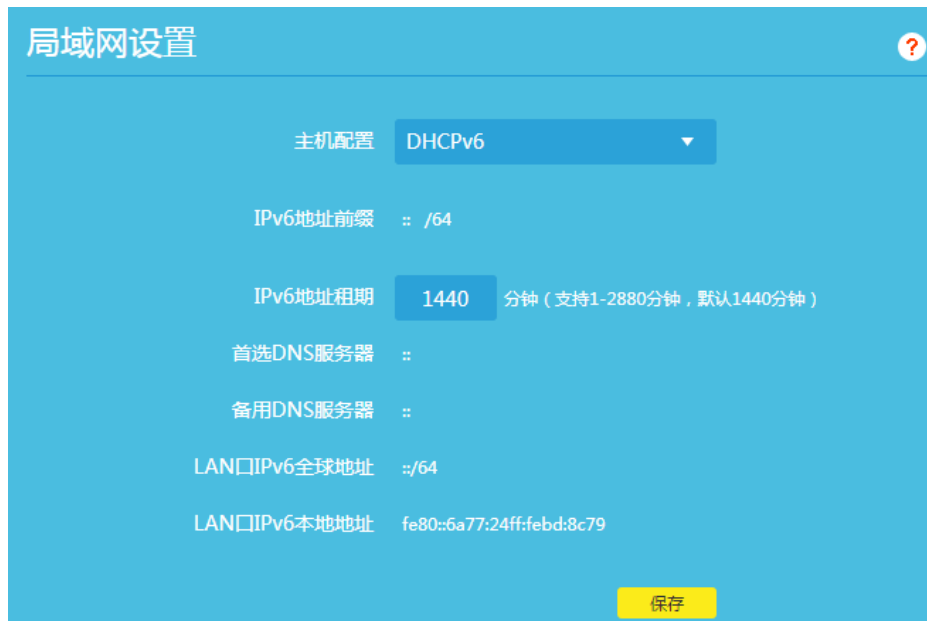 局域网设置
?
主机配置 DHCPv6
IPv6地址前缀 :: /64
IPv6地址租期 1440 分钟（支持1-2880分钟，默认1440分钟）
首选DNS服务器 ::
备用DNS服务器 ::
LAN口IPv6全球地址 ::/64
LAN口IPv6本地地址 fe80::6a77:24ff:febd:8c79
保存